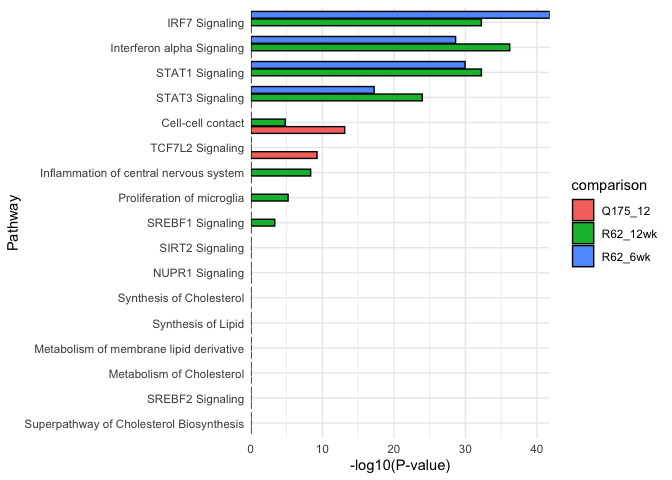 IRF7 Signaling
Interferon alpha Signaling
STAT1 Signaling
STAT3 Signaling
Cell-cell contact
TCF7L2 Signaling
Inflammation of central nervous system
Proliferation of microglia
SREBF1 Signaling
SIRT2 Signaling
NUPR1 Signaling
Synthesis of Cholesterol
Synthesis of Lipid
Metabolism of membrane lipid derivative
Metabolism of Cholesterol
SREBF2 Signaling
Superpathway of Cholesterol Biosynthesis
Pathway
0 10 20 30 40
-log10(P-value)
comparison
Q175_12
R62_12wk
R62_6wk